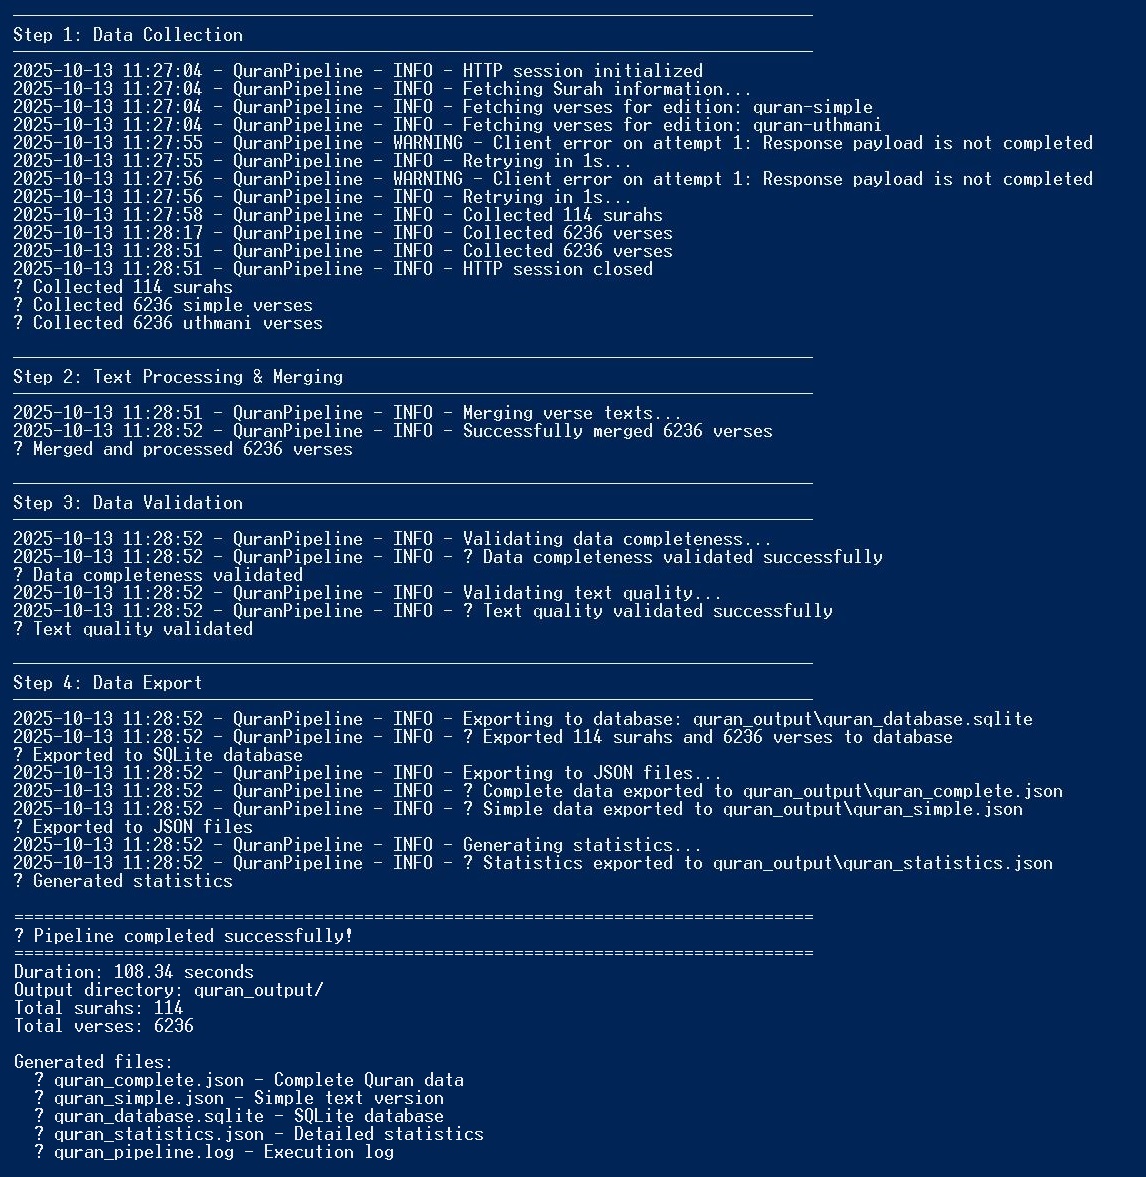 Step 1: Data Collection
2025-10-13 11:27:04 - QuranPipeline - INFO - HTTP session initialized
2025-10-13 11:27:04 - QuranPipeline - INFO - Fetching Surah information...
2025-10-13 11:27:04 - QuranPipeline - INFO - Fetching verses for edition: quran-simple
2025-10-13 11:27:04 - QuranPipeline - INFO - Fetching verses for edition: quran-uthmani
2025-10-13 11:27:55 - QuranPipeline - WARNING - Client error on attempt 1: Response payload is not completed
2025-10-13 11:27:55 - QuranPipeline - INFO - Retrying in 1s...
2025-10-13 11:27:56 - QuranPipeline - WARNING - Client error on attempt 1: Response payload is not completed
2025-10-13 11:27:56 - QuranPipeline - INFO - Retrying in 1s...
2025-10-13 11:27:58 - QuranPipeline - INFO - Collected 114 surahs
2025-10-13 11:28:17 - QuranPipeline - INFO - Collected 6236 verses
2025-10-13 11:28:51 - QuranPipeline - INFO - Collected 6236 verses
2025-10-13 11:28:51 - QuranPipeline - INFO - HTTP session closed
? Collected 114 surahs
? Collected 6236 simple verses
? Collected 6236 uthmani verses
Step 2: Text Processing & Merging
2025-10-13 11:28:51 - QuranPipeline - INFO - Merging verse texts...
2025-10-13 11:28:52 - QuranPipeline - INFO - Successfully merged 6236 verses
? Merged and processed 6236 verses
Step 3: Data Validation
2025-10-13 11:28:52 - QuranPipeline - INFO - Validating data completeness...
2025-10-13 11:28:52 - QuranPipeline - INFO - ? Data completeness validated successfully
? Data completeness validated
2025-10-13 11:28:52 - QuranPipeline - INFO - Validating text quality...
2025-10-13 11:28:52 - QuranPipeline - INFO - ? Text quality validated successfully
? Text quality validated
Step 4: Data Export
2025-10-13 11:28:52 - QuranPipeline - INFO - Exporting to database: quran_output\quran_database.sqlite
2025-10-13 11:28:52 - QuranPipeline - INFO - ? Exported 114 surahs and 6236 verses to database
? Exported to SQLite database
2025-10-13 11:28:52 - QuranPipeline - INFO - Exporting to JSON files...
2025-10-13 11:28:52 - QuranPipeline - INFO - ? Complete data exported to quran_output\quran_complete.json
2025-10-13 11:28:52 - QuranPipeline - INFO - ? Simple data exported to quran_output\quran_simple.json
? Exported to JSON files
2025-10-13 11:28:52 - QuranPipeline - INFO - Generating statistics...
2025-10-13 11:28:52 - QuranPipeline - INFO - ? Statistics exported to quran_output\quran_statistics.json
? Generated statistics
================================================================================
? Pipeline completed successfully!
================================================================================
Duration: 108.34 seconds
Output directory: quran_output/
Total surahs: 114
Total verses: 6236
Generated files:
? quran_complete.json - Complete Quran data
? quran_simple.json - Simple text version
? quran_database.sqlite - SQLite database
? quran_statistics.json - Detailed statistics
? quran_pipeline.log - Execution log